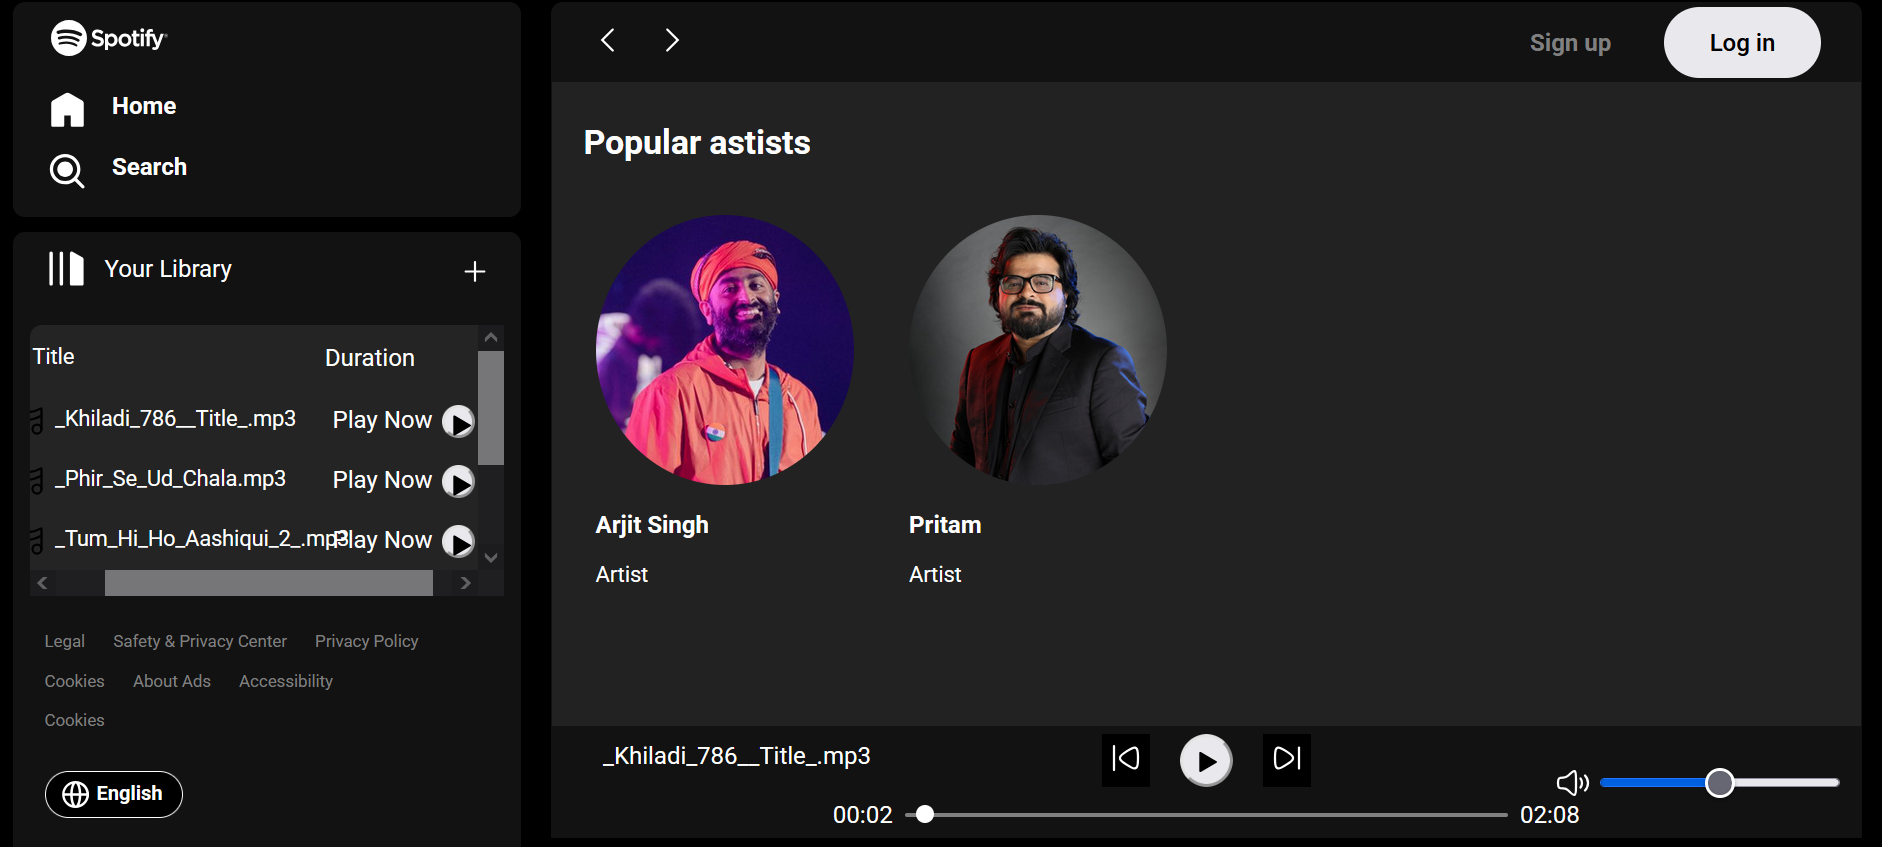 Spotify
Home
Search
Your Library
Title Duration
_Khiladi_786__Title_.mp3 Play Now
_Phir_Se_Ud_Chala.mp3 Play Now
_Tum_Hi_Ho_Aashiqui_2_.mp3 Play Now
Legal Safety & Privacy Center Privacy Policy
Cookies About Ads Accessibility
Cookies
English
Sign up Log in
Popular astists
Arjit Singh Pritam
Artist Artist
_Khiladi_786__Title_.mp3
00:02 02:08